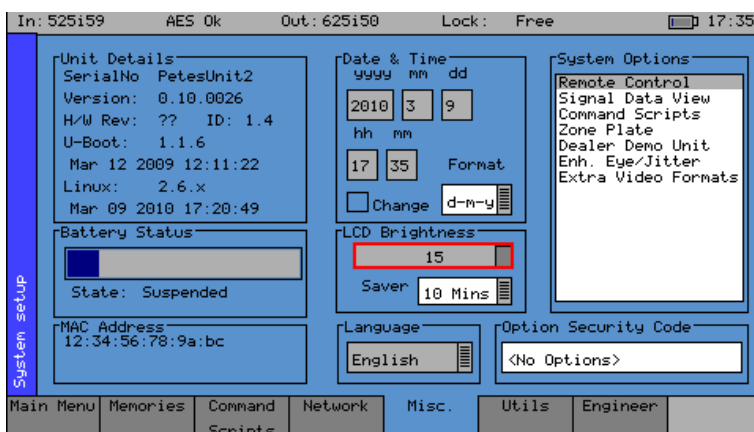 In:525i59 AES Ok Out:625i50 Lock: Free 17:35
System setup
Unit Details
SerialNo PetesUnit2
Version: 0.10.0026
H/W Rev: ?? ID: 1.4
U-Boot: 1.1.6
Mar 12 2009 12:11:22
Linux: 2.6.x
Mar 09 2010 17:20:49
Battery Status
State: Suspended
MAC Address
12:34:56:78:9a:bc
Date & Time
yyyy mm dd
2010 3 9
hh mm
17 35 Format
Change d-m-y
LCD Brightness
15
Saver 10 Mins
Language
English
System Options
Remote Control
Signal Data View
Command Scripts
Zone Plate
Dealer Demo Unit
Enh. Eye/Jitter
Extra Video Formats
Option Security Code
<No Options>
Main Menu Memories Command Scripts Network Misc. Utils Engineer